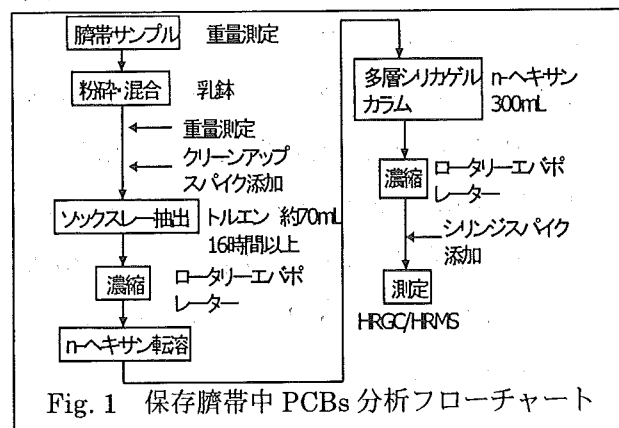 臍帯サンプル 重量測定
粉砕・混合 乳鉢
重量測定
クリーンアップ
スパイク添加
ソックスレー抽出 トルエン 約70mL
16時間以上
濃縮 ロータリーエバポ
レーター
n-ヘキサン転溶
多層シリカゲル
カラム
n-ヘキサン
300mL
濃縮 ロータリーエバポ
レーター
シリンジスパイク
添加
測定
HRGC/HRMS
Fig. 1 保存臍帯中 PCBs 分析フローチャート